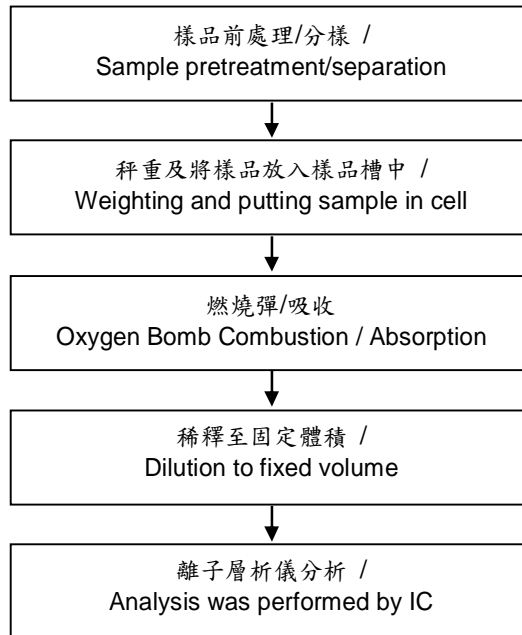 樣品前處理/分樣 /
Sample pretreatment/separation
秤重及將樣品放入樣品槽中 /
Weighting and putting sample in cell
燃燒彈/吸收
Oxygen Bomb Combustion / Absorption
稀釋至固定體積 /
Dilution to fixed volume
離子層析儀分析 /
Analysis was performed by IC